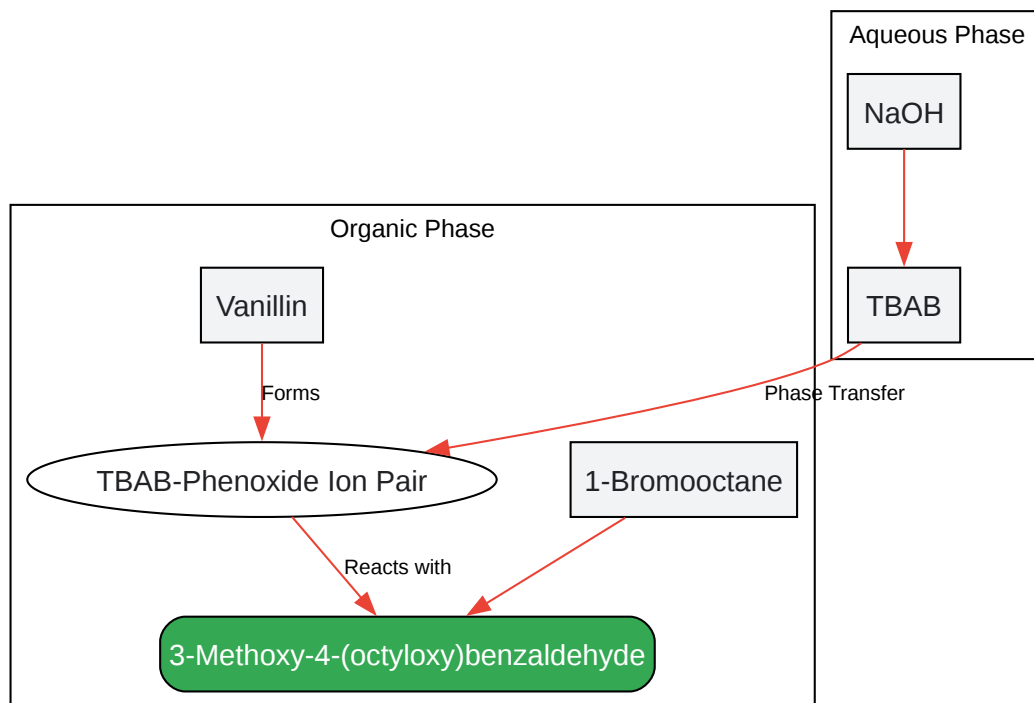 Aqueous Phase
NaOH
Organic Phase
Vanillin
TBAB
Forms
Phase Transfer
TBAB-Phenoxide Ion Pair
1-Bromooctane
Reacts with
3-Methoxy-4-(octyloxy)benzaldehyde